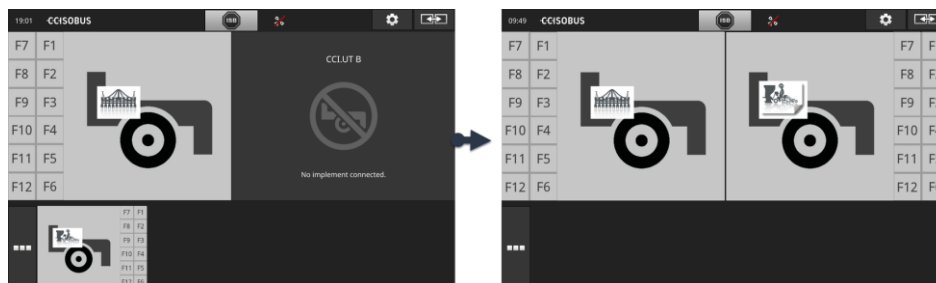 19:01 CCISOBUS ISB
F7 F1
F8 F2
F9 F3
F10 F4
F11 F5
F12 F6
CCI.UT B
No implement connected.
F7 F1
F8 F2
F9 F3
F10 F4
F11 F5
F12 F6
09:49 CCISOBUS ISB
F7 F1
F8 F2
F9 F3
F10 F4
F11 F5
F12 F6
F7 F
F8 F
F9 F
F10 F
F11 F
F12 F